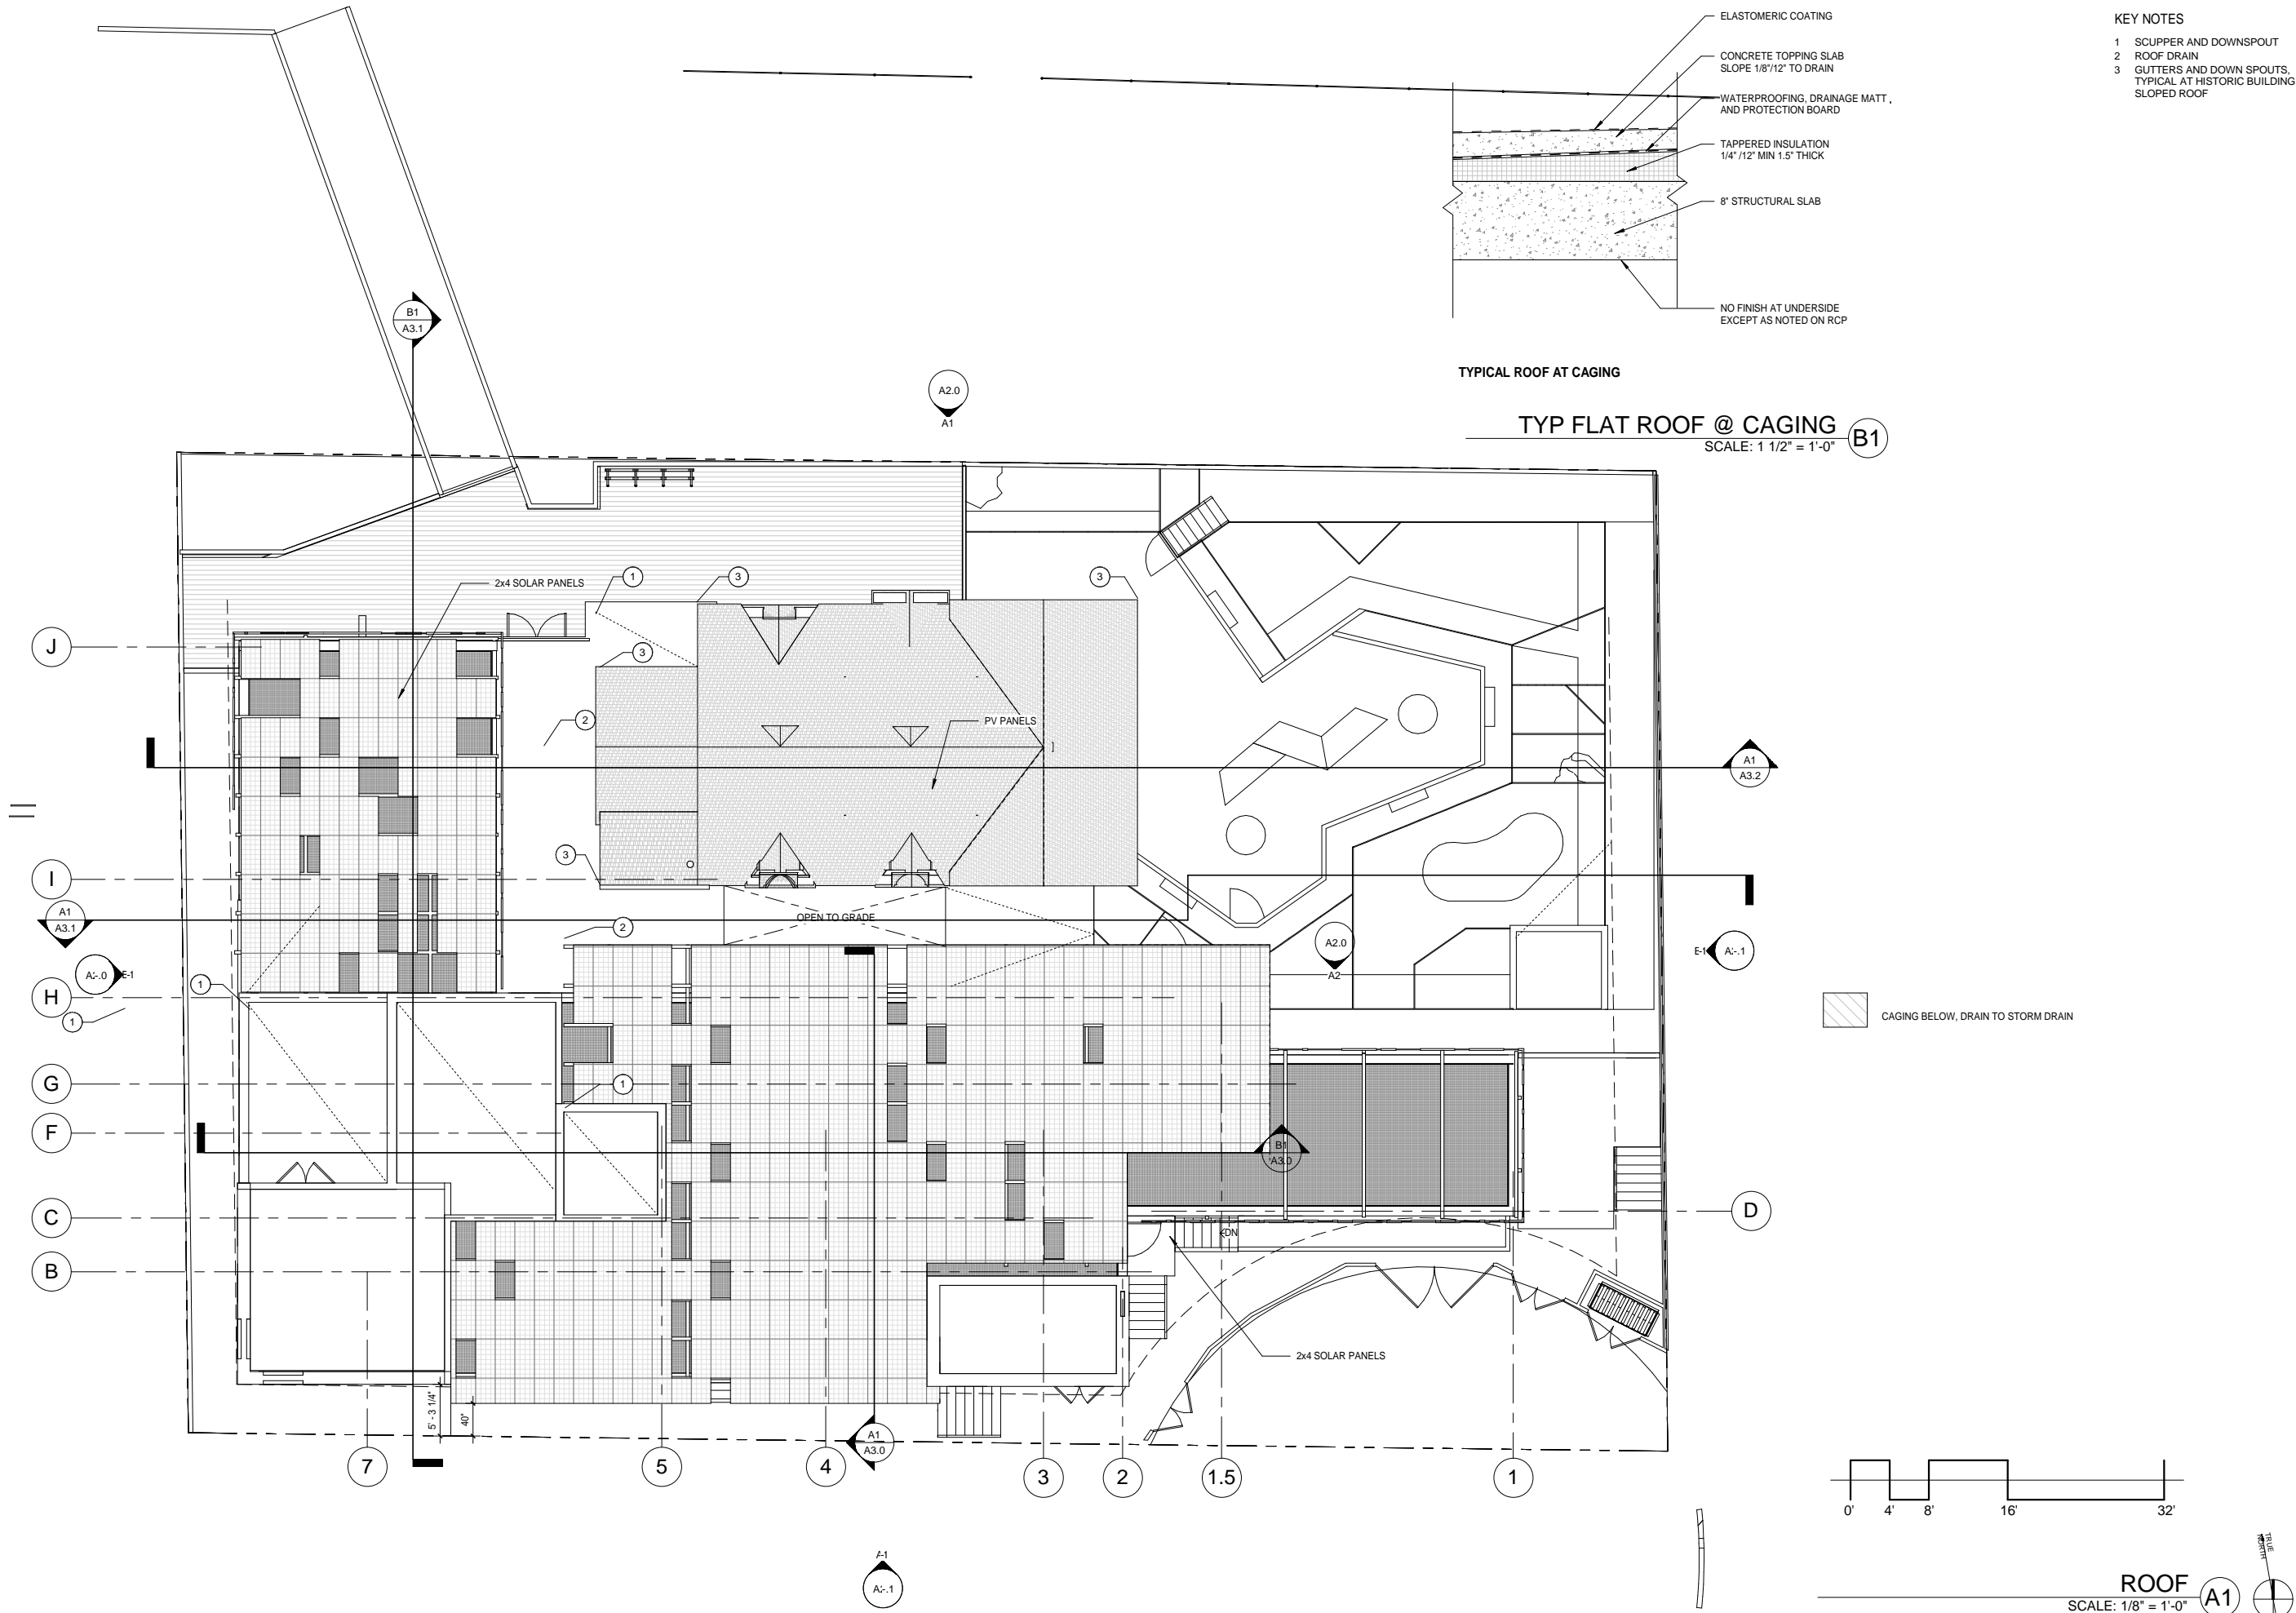 ELASTOMERIC COATING
CONCRETE TOPPING SLAB
SLOPE 1/8"/12" TO DRAIN
WATERPROOFING, DRAINAGE MATT ,
AND PROTECTION BOARD
TAPPERED INSULATION
1/4" /12" MIN 1.5" THICK
8" STRUCTURAL SLAB
NO FINISH AT UNDERSIDE
EXCEPT AS NOTED ON RCP
KEY NOTES
1 SCUPPER AND DOWNSPOUT
2 ROOF DRAIN
3 GUTTERS AND DOWN SPOUTS,
TYPICAL AT HISTORIC BUILDING
SLOPED ROOF
TYPICAL ROOF AT CAGING
TYP FLAT ROOF @ CAGING
SCALE: 1 1/2" = 1'-0"
B1
B1
A3.1
A2.0
A1
2x4 SOLAR PANELS
1
3
3
J
3
2
PV PANELS
A1
A3.2
3
I
A1
A3.1
OPEN TO GRADE
2
A2.0
A2
E-1
E-1
H
1
1
CAGING BELOW, DRAIN TO STORM DRAIN
G
1
F
B1
A3.0
C
D
DN
B
2x4 SOLAR PANELS
5' - 3 1/4"
40"
A1
A3.0
7
5
4
3
2
1.5
1
0'
4'
8'
16'
32'
TRUE
NORTH
ROOF
SCALE: 1/8" = 1'-0"
A1